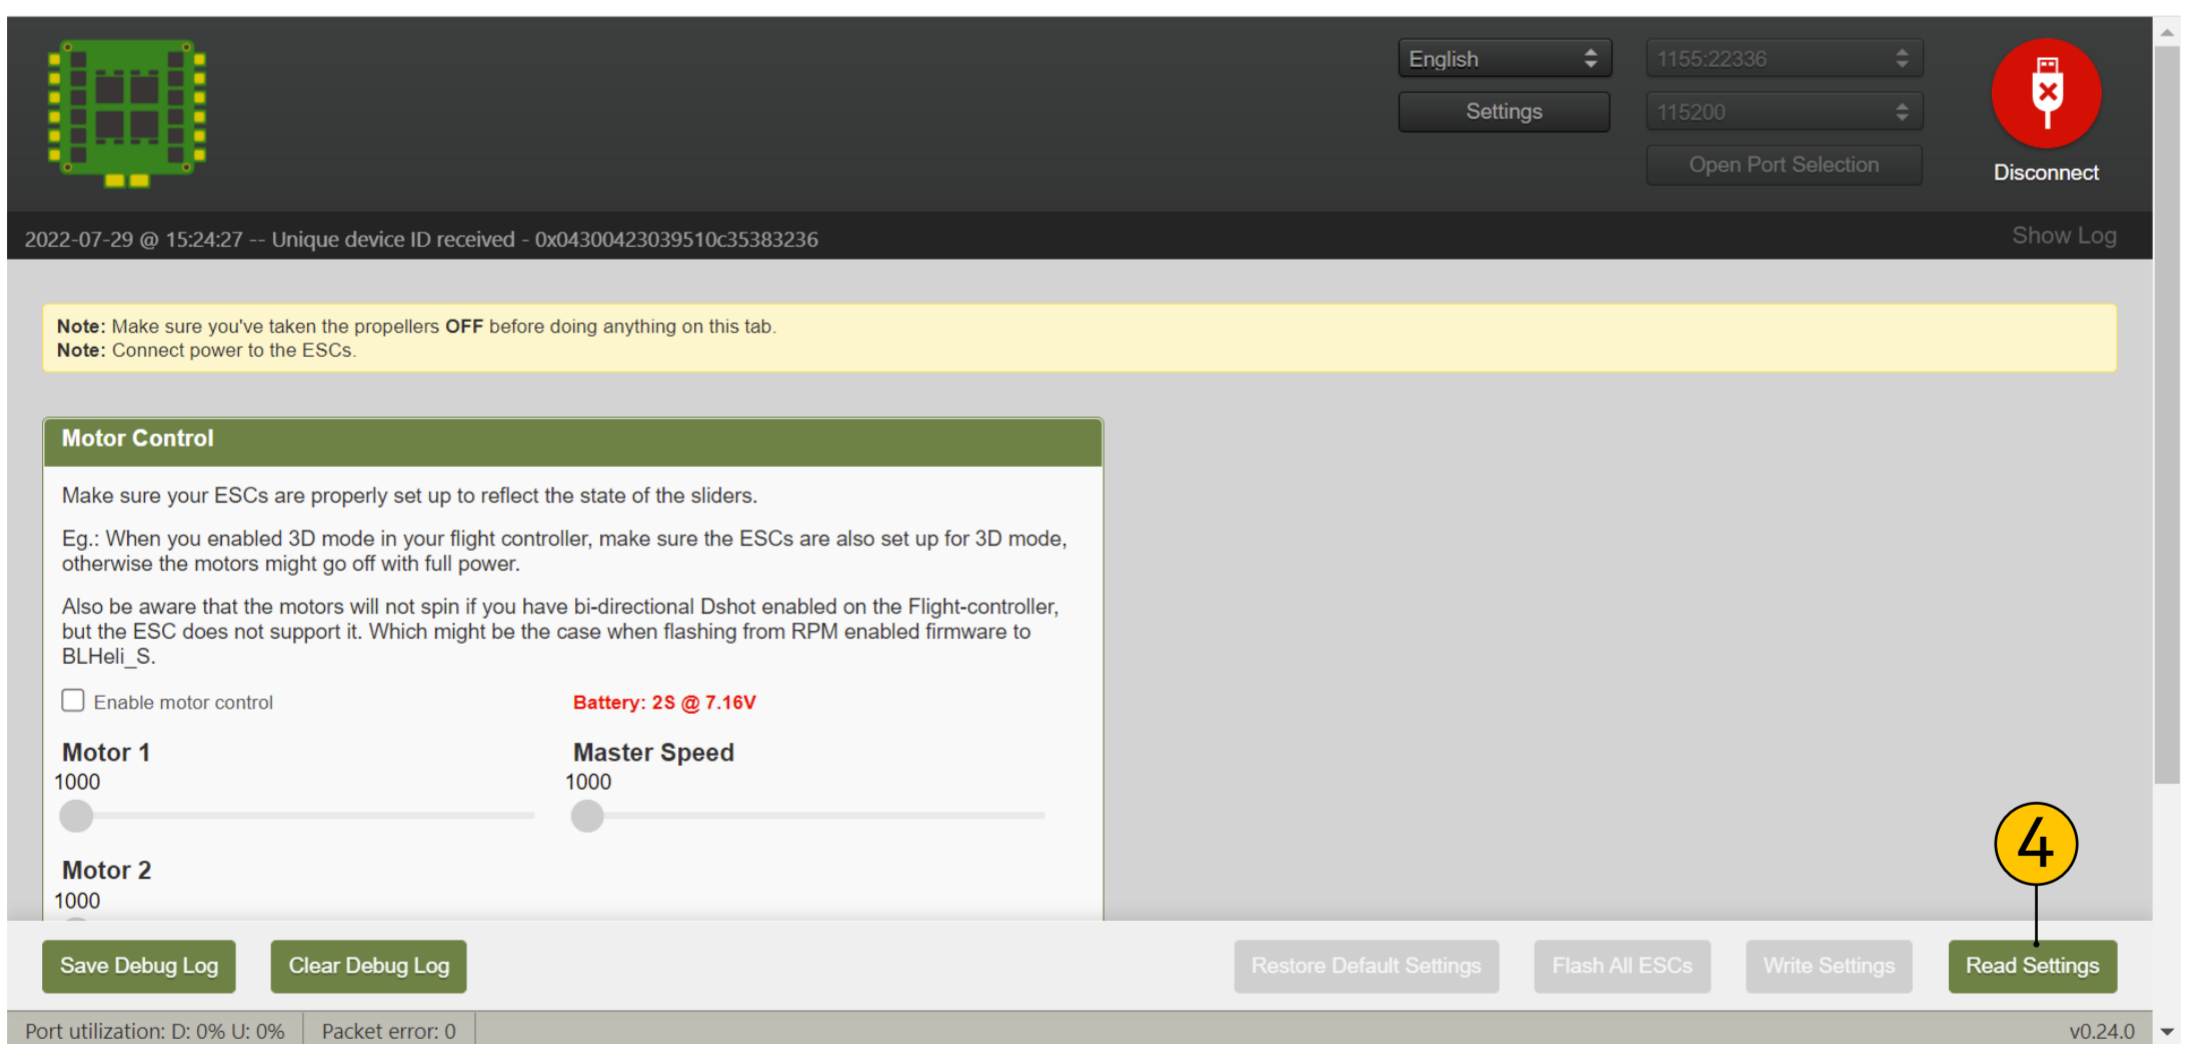 English
1155:22336
Settings
115200
Open Port Selection
Disconnect
2022-07-29 @ 15:24:27 -- Unique device ID received - 0x04300423039510c35383236
Show Log
Note: Make sure you've taken the propellers OFF before doing anything on this tab.
Note: Connect power to the ESCs.
Motor Control
Make sure your ESCs are properly set up to reflect the state of the sliders.
Eg.: When you enabled 3D mode in your flight controller, make sure the ESCs are also set up for 3D mode,
otherwise the motors might go off with full power.
Also be aware that the motors will not spin if you have bi-directional Dshot enabled on the Flight-controller,
but the ESC does not support it. Which might be the case when flashing from RPM enabled firmware to
BLHeli_S.
Enable motor control
Battery: 2S @ 7.16V
Motor 1
1000
Master Speed
1000
Motor 2
1000
4
Save Debug Log
Clear Debug Log
Restore Default Settings
Flash All ESCs
Write Settings
Read Settings
Port utilization: D: 0% U: 0%
Packet error: 0
v0.24.0